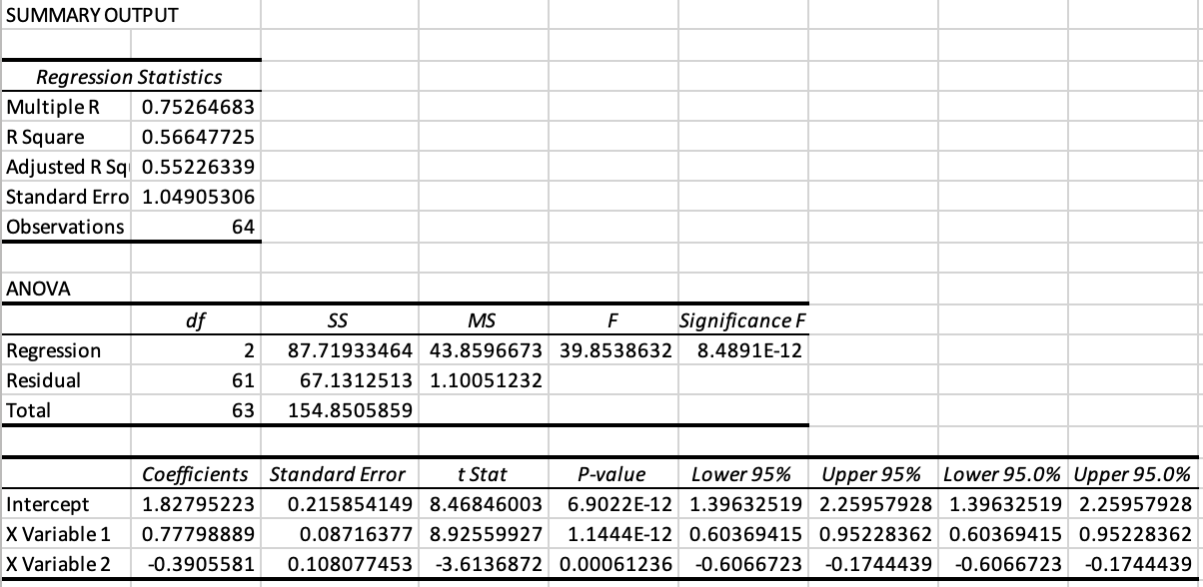 SUMMARY OUTPUT
Regression Statistics
Multiple R 0.75264683
R Square 0.56647725
Adjusted R Sq 0.55226339
Standard Erro 1.04905306
Observations 64
ANOVA
df SS MS F Significance F
Regression 2 87.71933464 43.8596673 39.8538632 8.4891E-12
Residual 61 67.1312513 1.10051232
Total 63 154.8505859
Coefficients Standard Error t Stat P-value Lower 95% Upper 95% Lower 95.0% Upper 95.0%
Intercept 1.82795223 0.215854149 8.46846003 6.9022E-12 1.39632519 2.25957928 1.39632519 2.25957928
X Variable 1 0.77798889 0.08716377 8.92559927 1.1444E-12 0.60369415 0.95228362 0.60369415 0.95228362
X Variable 2 -0.3905581 0.108077453 -3.6136872 0.00061236 -0.6066723 -0.1744439 -0.6066723 -0.1744439